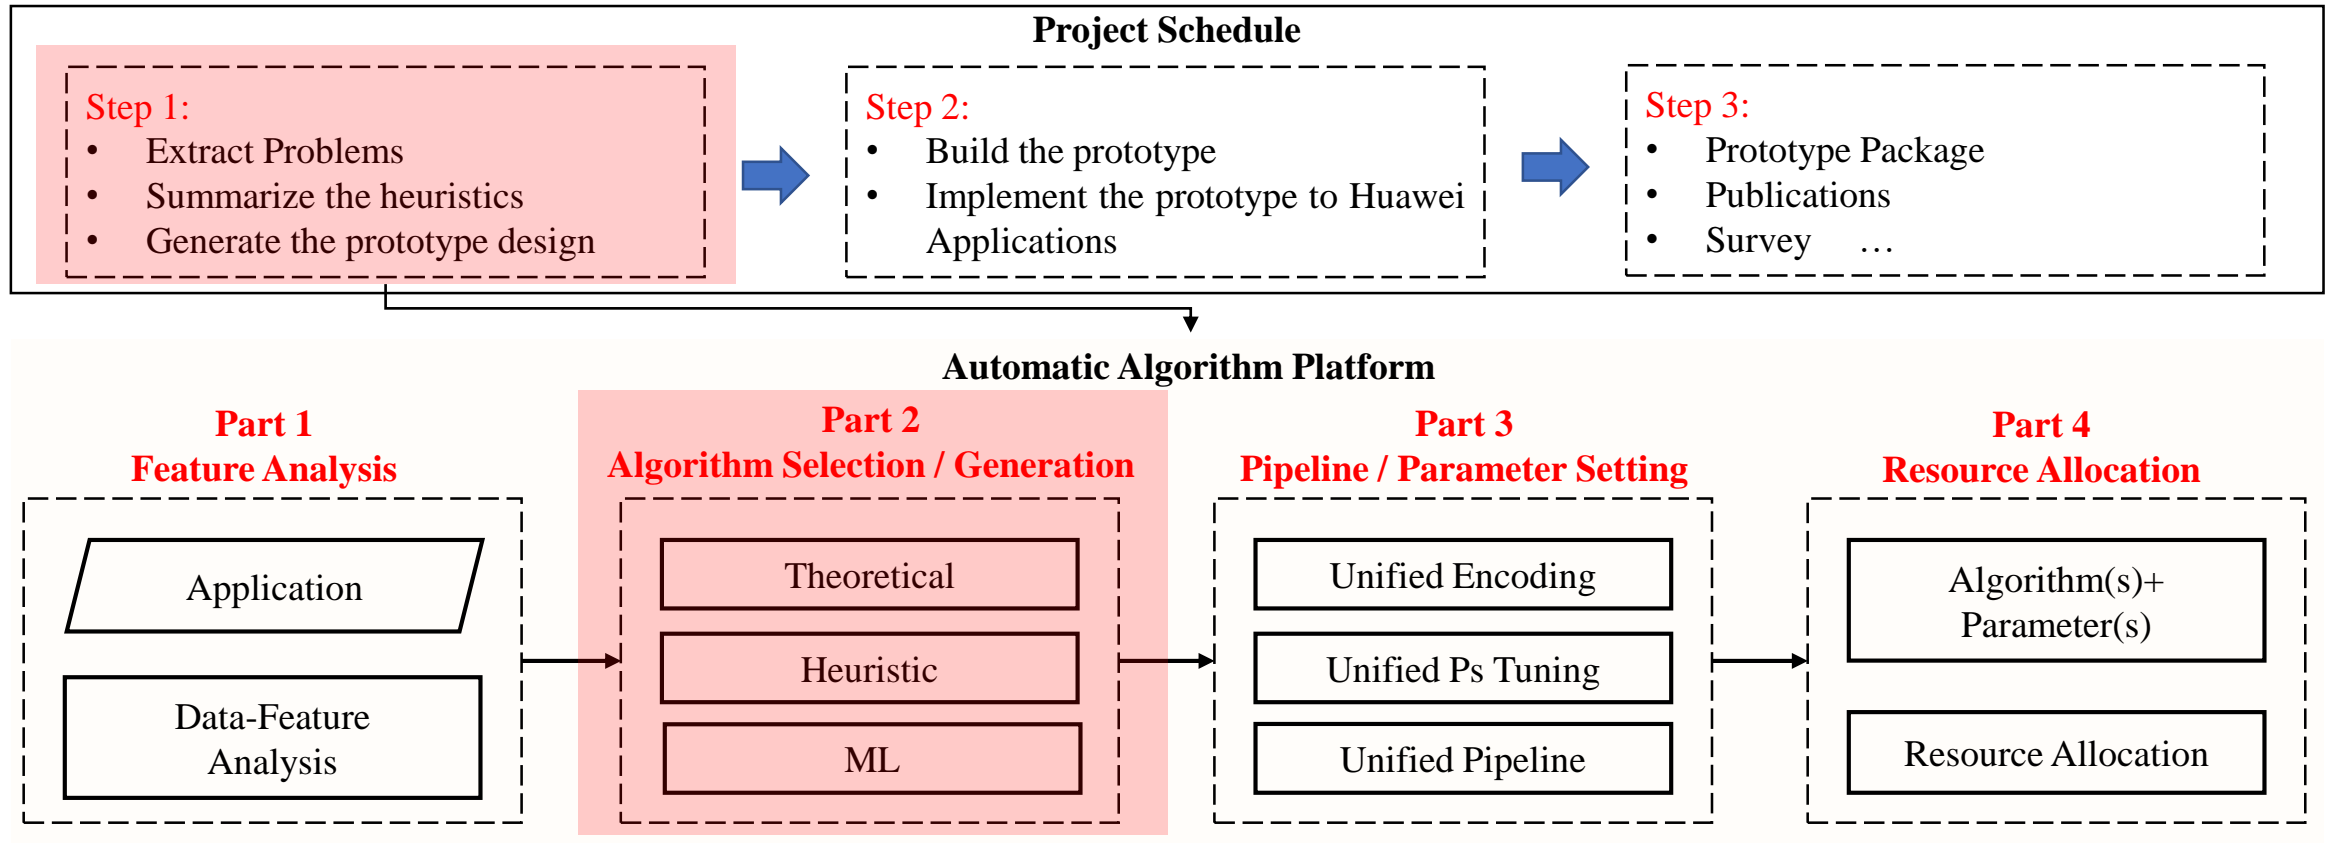 Project Schedule
Step 1:
• Extract Problems
• Summarize the heuristics
• Generate the prototype design
Step 2:
• Build the prototype
• Implement the prototype to Huawei
Applications
Step 3:
• Prototype Package
• Publications
• Survey …
Automatic Algorithm Platform
Part 1
Feature Analysis
Application
Data-Feature
Analysis
Part 2
Algorithm Selection / Generation
Theoretical
Heuristic
ML
Part 3
Pipeline / Parameter Setting
Unified Encoding
Unified Ps Tuning
Unified Pipeline
Part 4
Resource Allocation
Algorithm(s)+
Parameter(s)
Resource Allocation